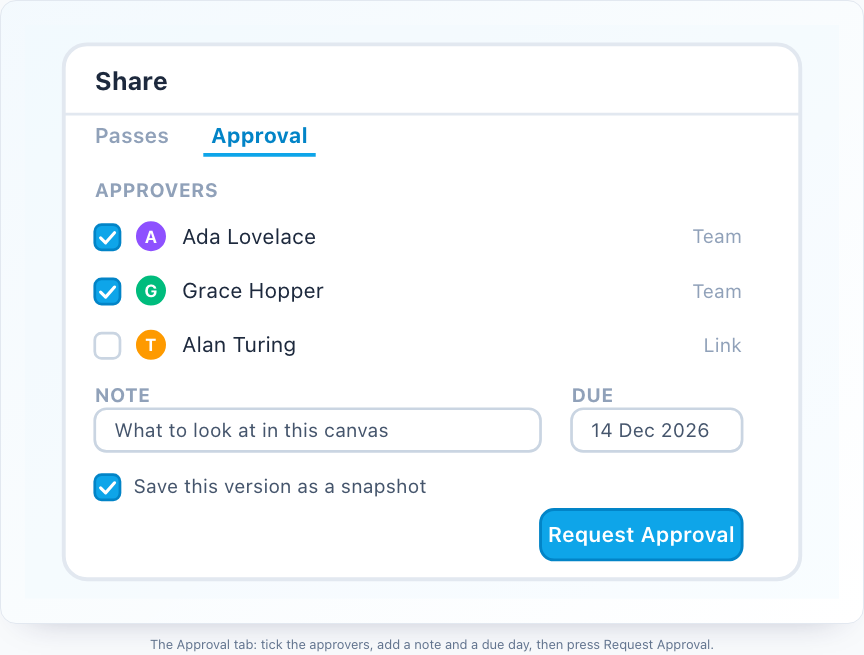 Share
Passes Approval
APPROVERS
A Ada Lovelace Team
G Grace Hopper Team
T Alan Turing Link
NOTE DUE
What to look at in this canvas 14 Dec 2026
Save this version as a snapshot
Request Approval
The Approval tab: tick the approvers, add a note and a due day, then press Request Approval.